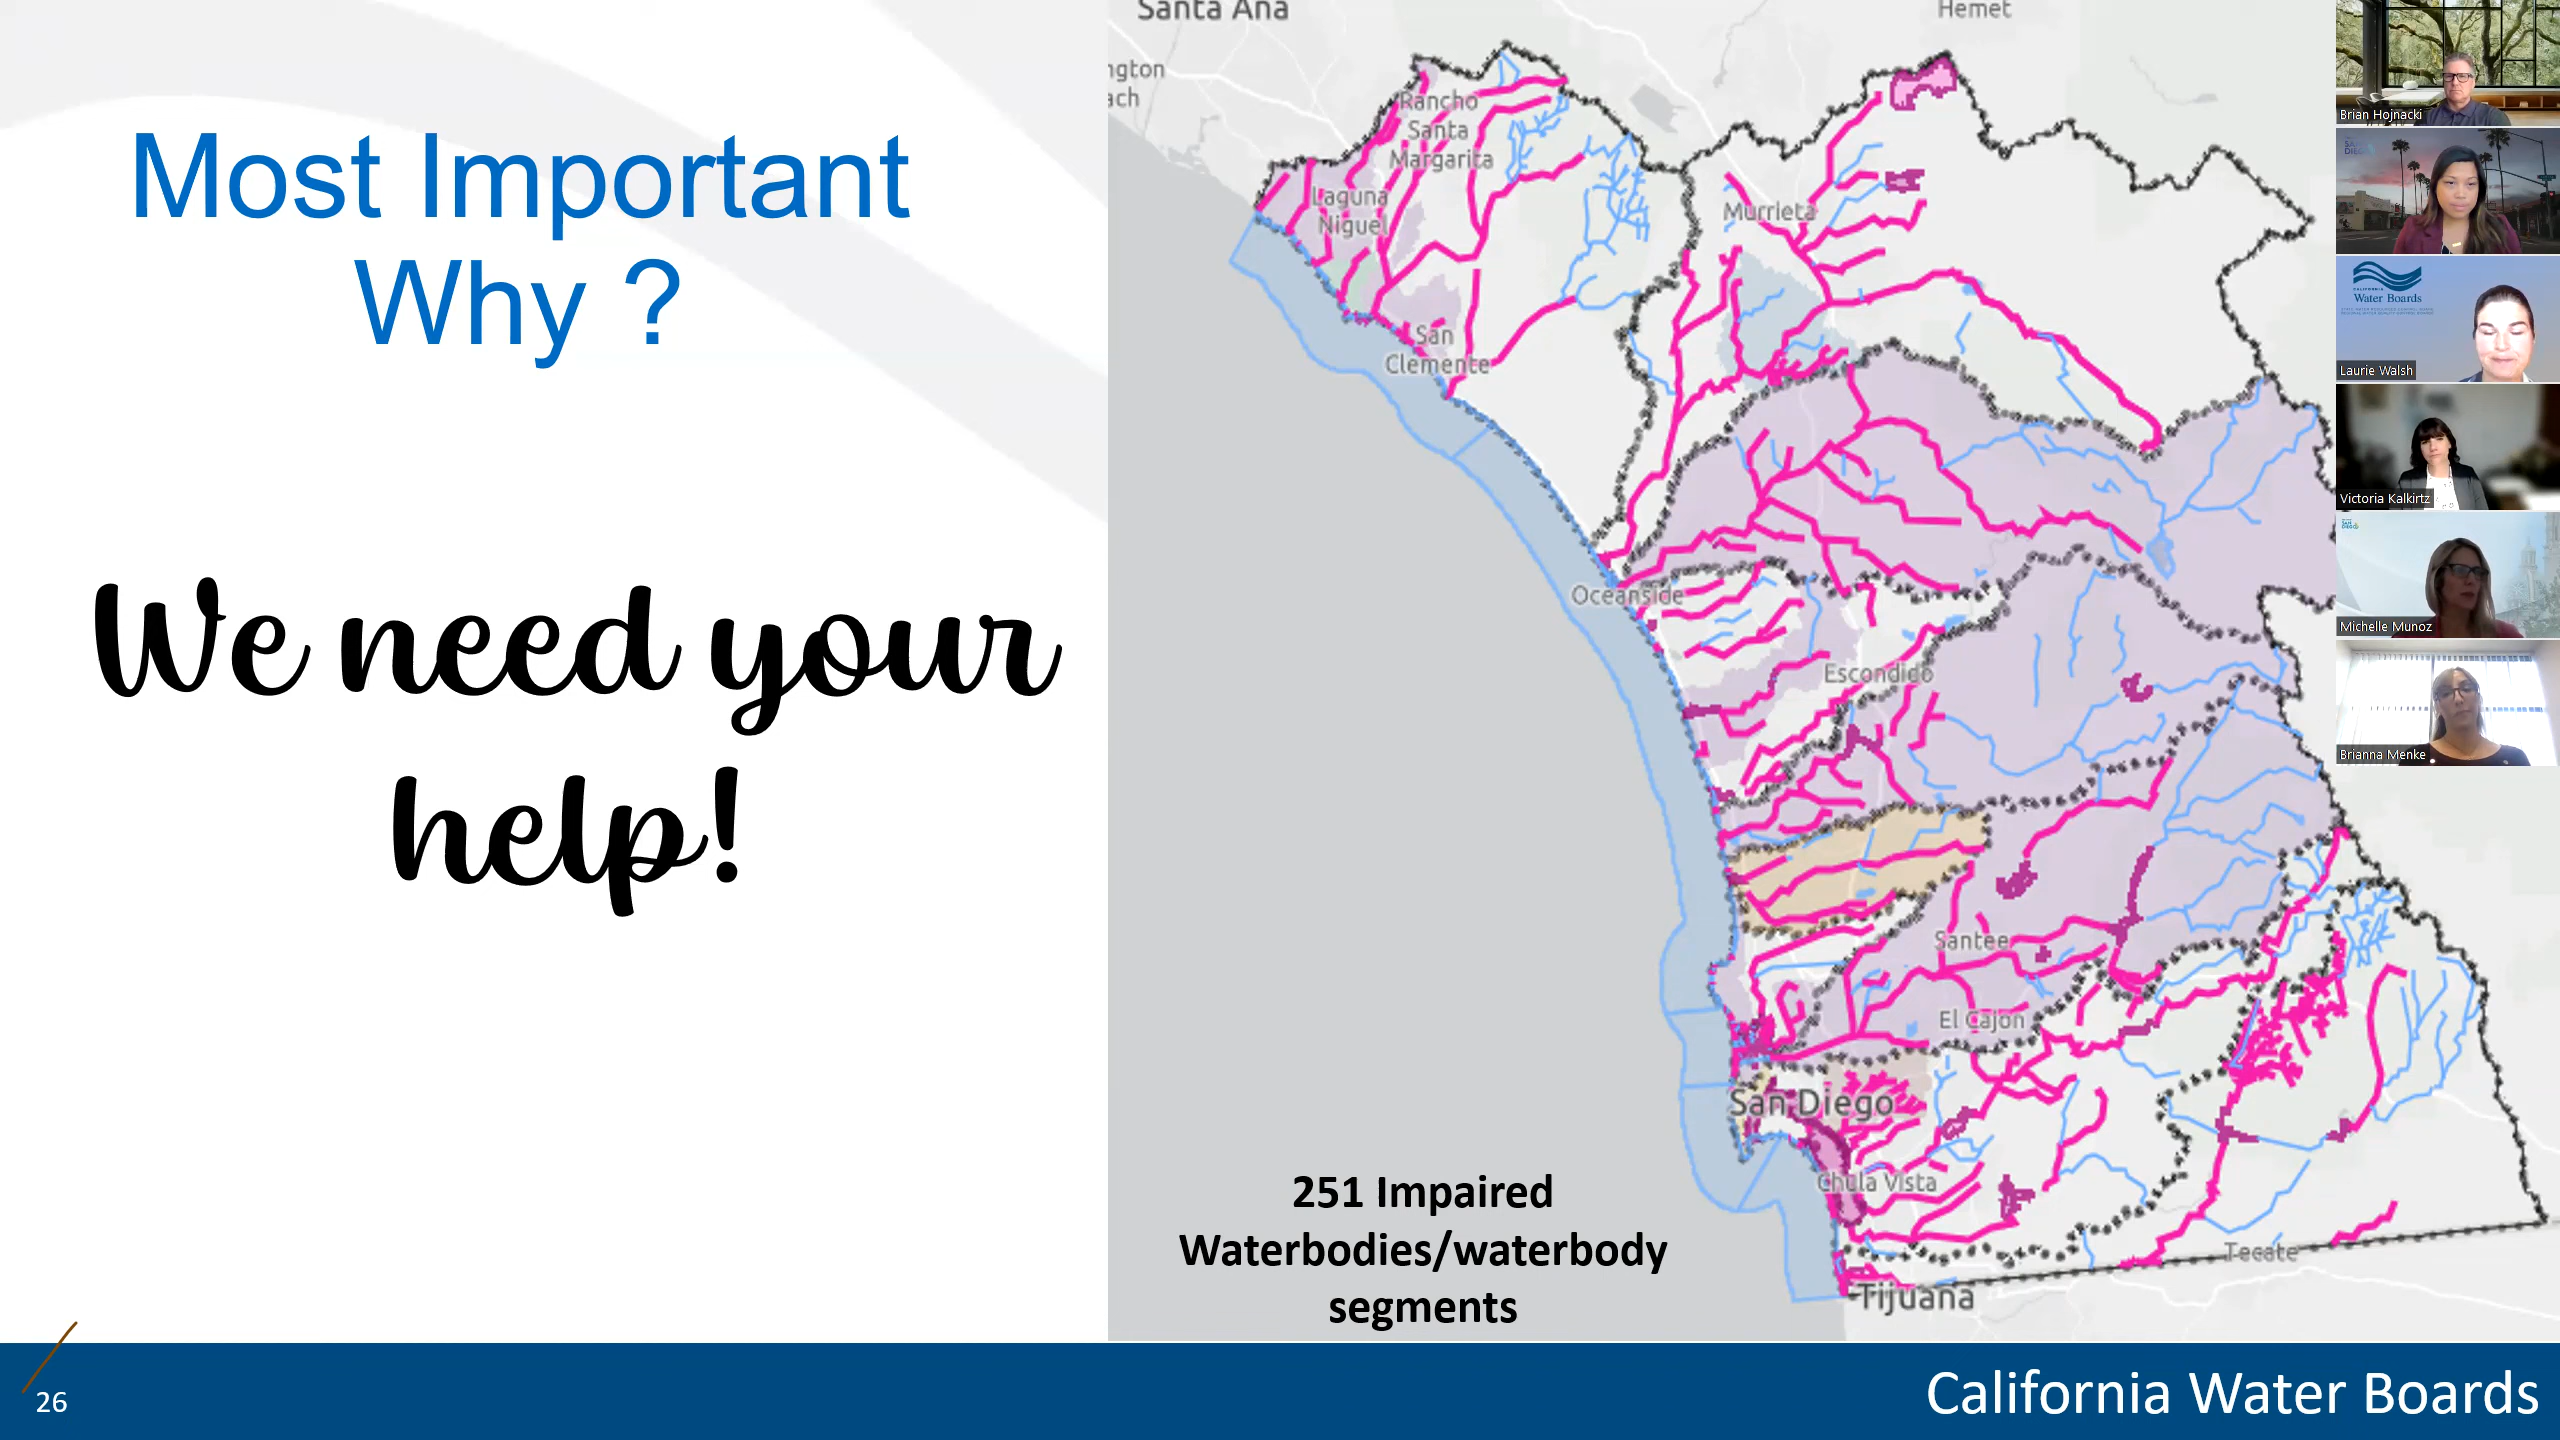 Most Important
Why ?
We need your
help!
Santa Ana
Hemet
ngton
ach
Rancho
Santa
Margarita
Laguna
Niguel
Murrieta
San
Clemente
Oceanside
Escondido
Santee
El Cajon
San Diego
Chula Vista
Tecate
Tijuana
251 Impaired
Waterbodies/waterbody
segments
Brian Hojnacki
CALIFORNIA
Water Boards
Laurie Walsh
Victoria Kalkirtz
Michelle Munoz
Brianna Menke
26
California Water Boards